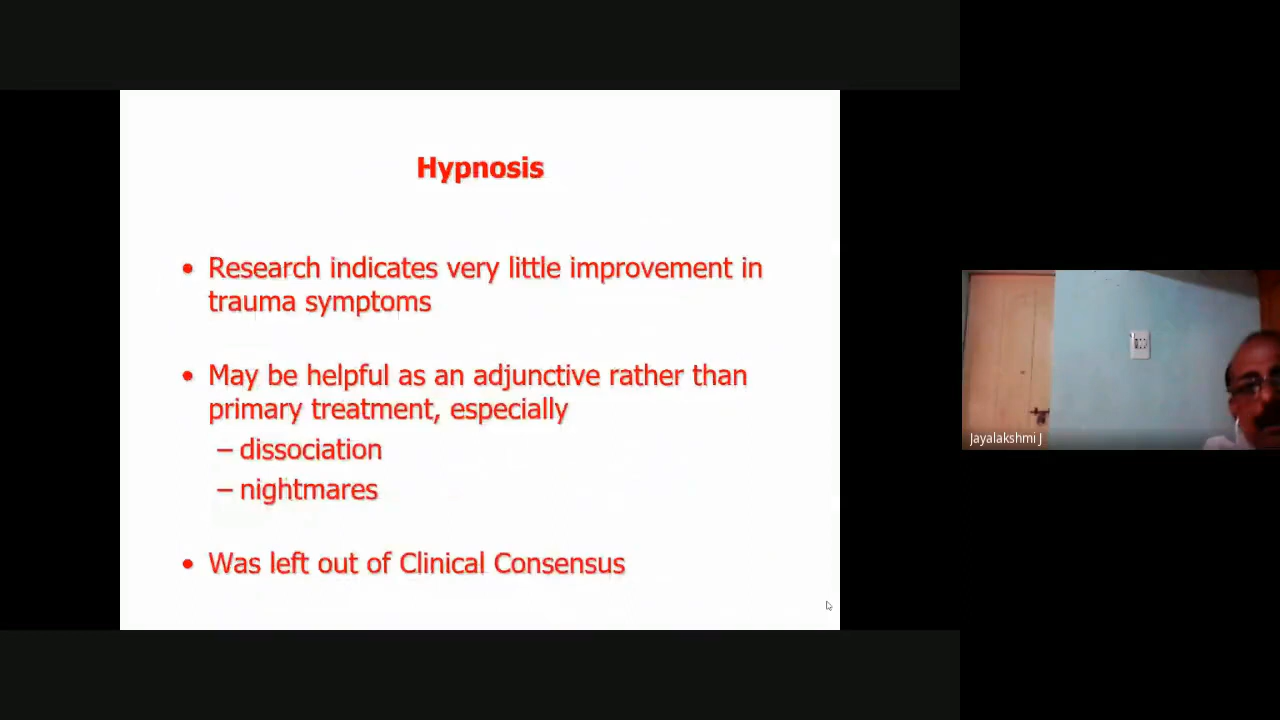 Hypnosis
• Research indicates very little improvement in
trauma symptoms
• May be helpful as an adjunctive rather than
primary treatment, especially
– dissociation
– nightmares
• Was left out of Clinical Consensus
Jayalakshmi J